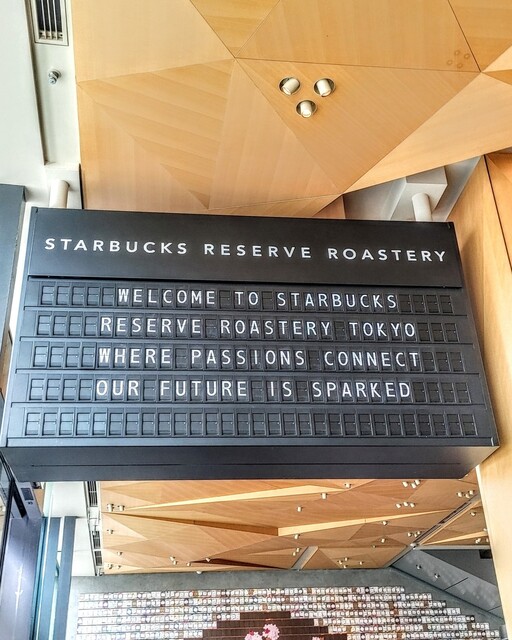 STARBUCKS RESERVE ROASTERY
WELCOME TO STARBUCKS
RESERVE ROASTERY TOKYO
WHERE PASSIONS CONNECT
OUR FUTURE IS SPARKED